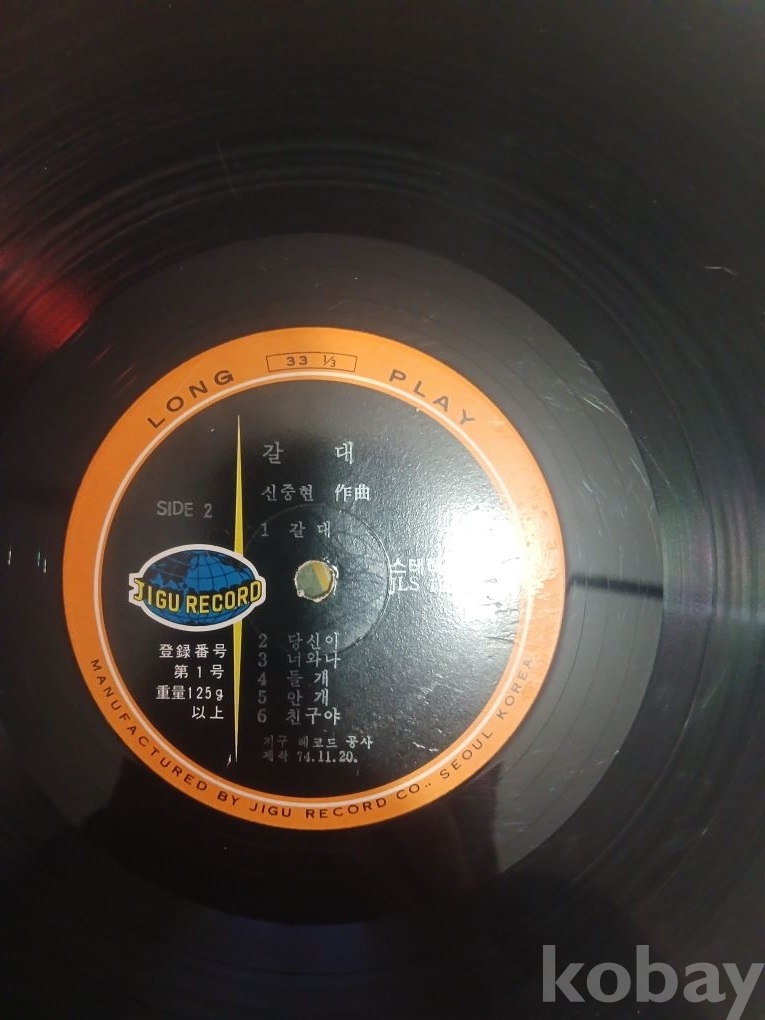 LONG PLAY
33 1/3
갈 대
신중현 作曲
SIDE 2
1 갈대
JIGU RECORD
2 당신이
3 너와나
4 들개
5 안개
6 친구야
登録番号
第1号
重量125g
以上
지구 레코드 공사
제작 74.11.20.
MANUFACTURED BY JIGU RECORD CO., SEOUL KOREA
kobay